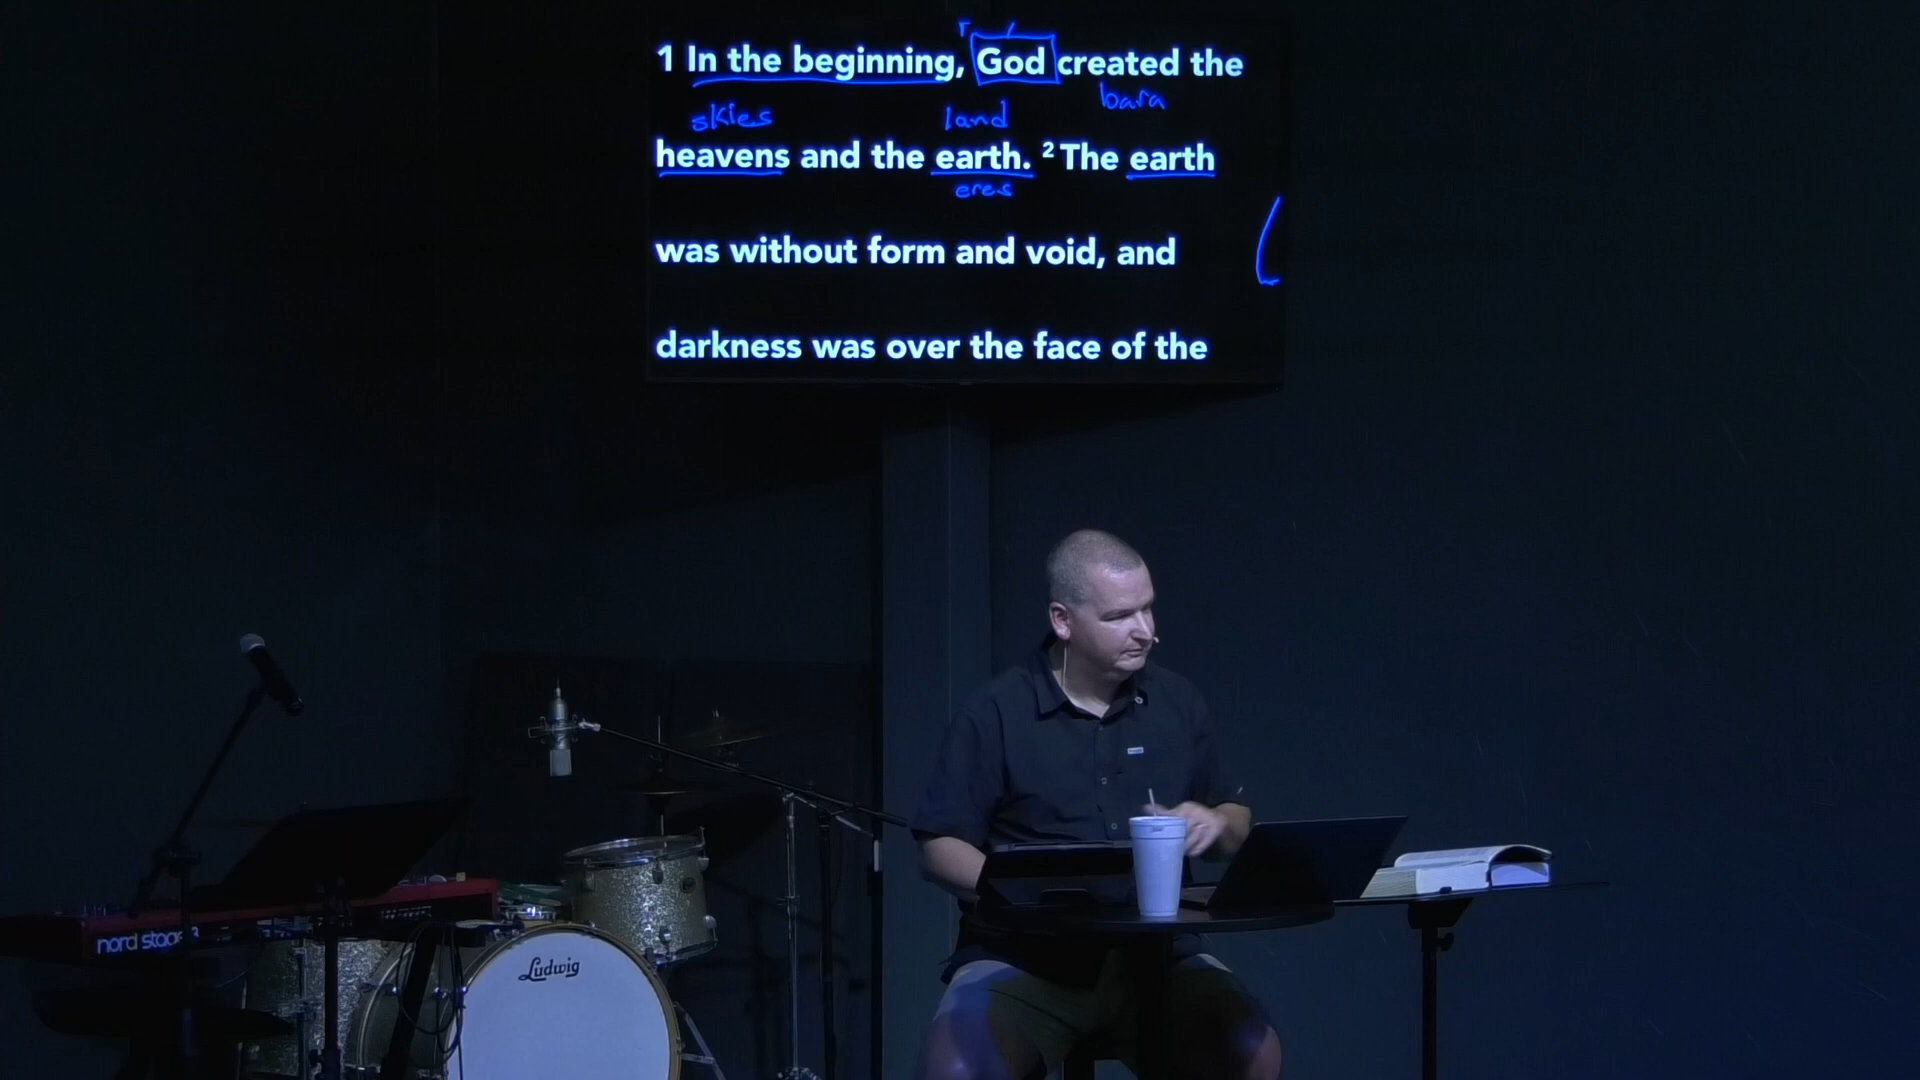 1 In the beginning, God created the
bara
skies
land
heavens and the earth. 2 The earth
eres
was without form and void, and
darkness was over the face of the
nord stage 3
Ludwig